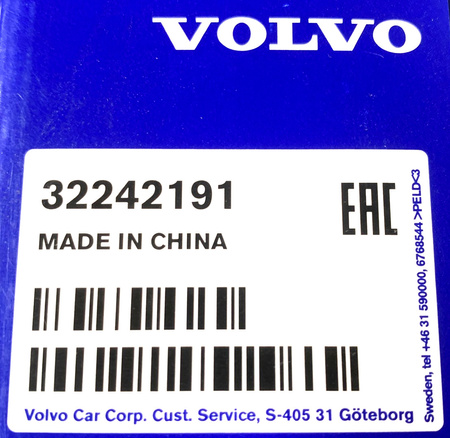 VOLVO
32242191
EAC
MADE IN CHINA
Volvo Car Corp. Cust. Service, S-405 31 Göteborg
Sweden, tel +46 31 590000, 6768544 >PELD<3